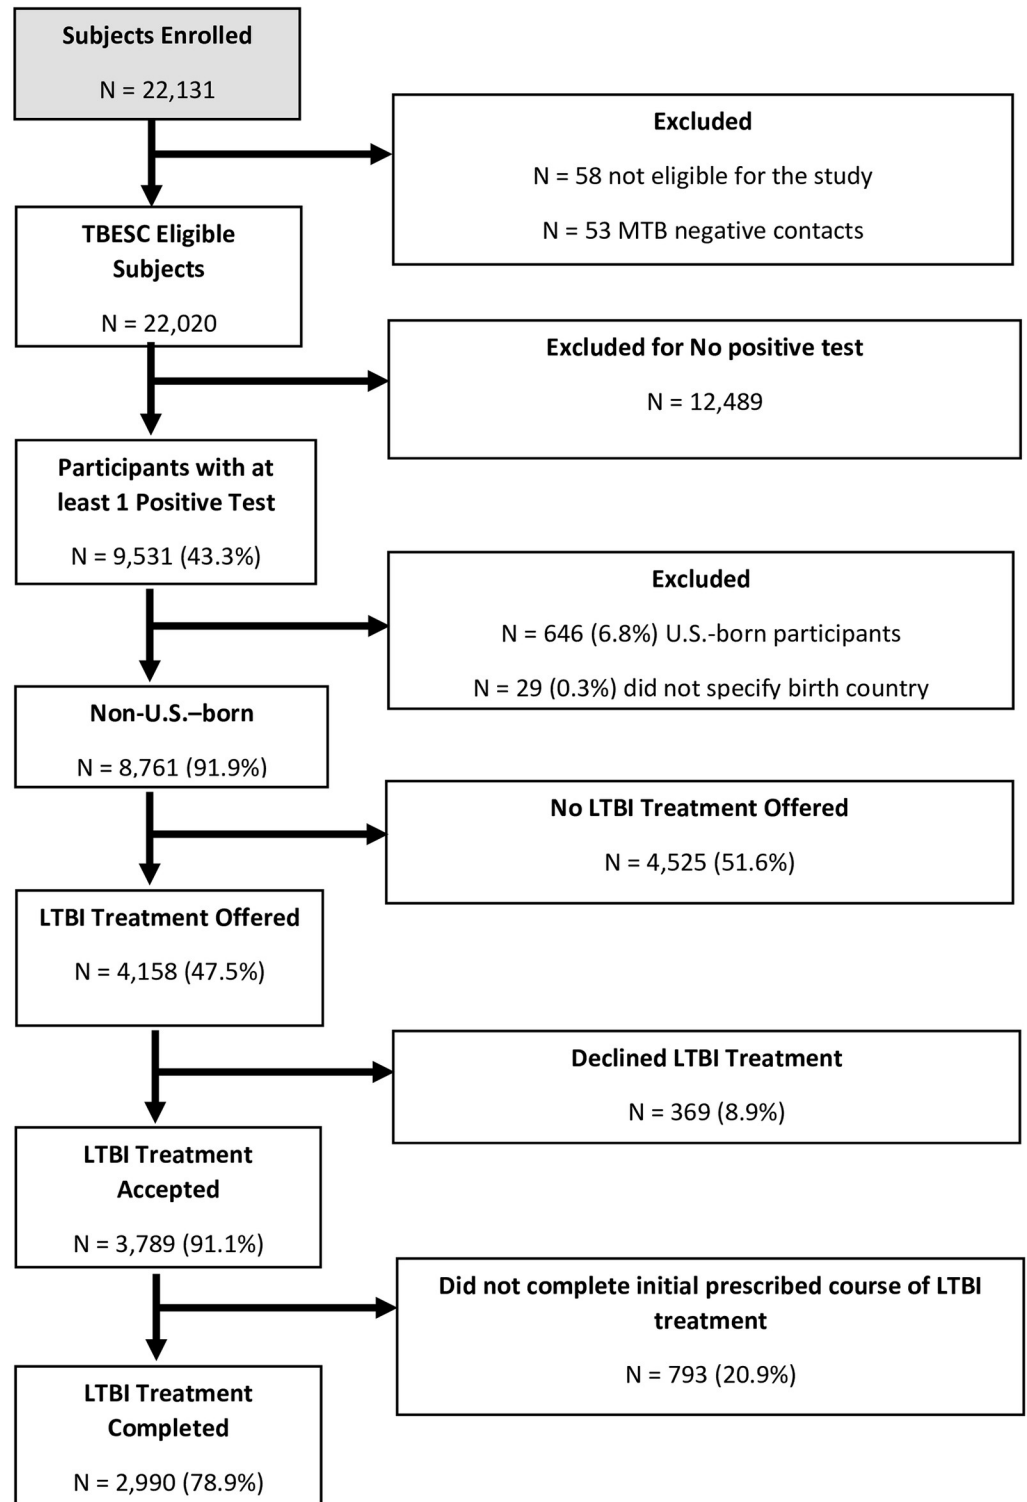 Subjects Enrolled
N = 22,131
Excluded
N = 58 not eligible for the study
N = 53 MTB negative contacts
TBESC Eligible
Subjects
N = 22,020
Excluded for No positive test
N = 12,489
Participants with at
least 1 Positive Test
N = 9,531 (43.3%)
Excluded
N = 646 (6.8%) U.S.-born participants
N = 29 (0.3%) did not specify birth country
Non-U.S.–born
N = 8,761 (91.9%)
No LTBI Treatment Offered
N = 4,525 (51.6%)
LTBI Treatment Offered
N = 4,158 (47.5%)
Declined LTBI Treatment
N = 369 (8.9%)
LTBI Treatment
Accepted
N = 3,789 (91.1%)
Did not complete initial prescribed course of LTBI
treatment
N = 793 (20.9%)
LTBI Treatment
Completed
N = 2,990 (78.9%)